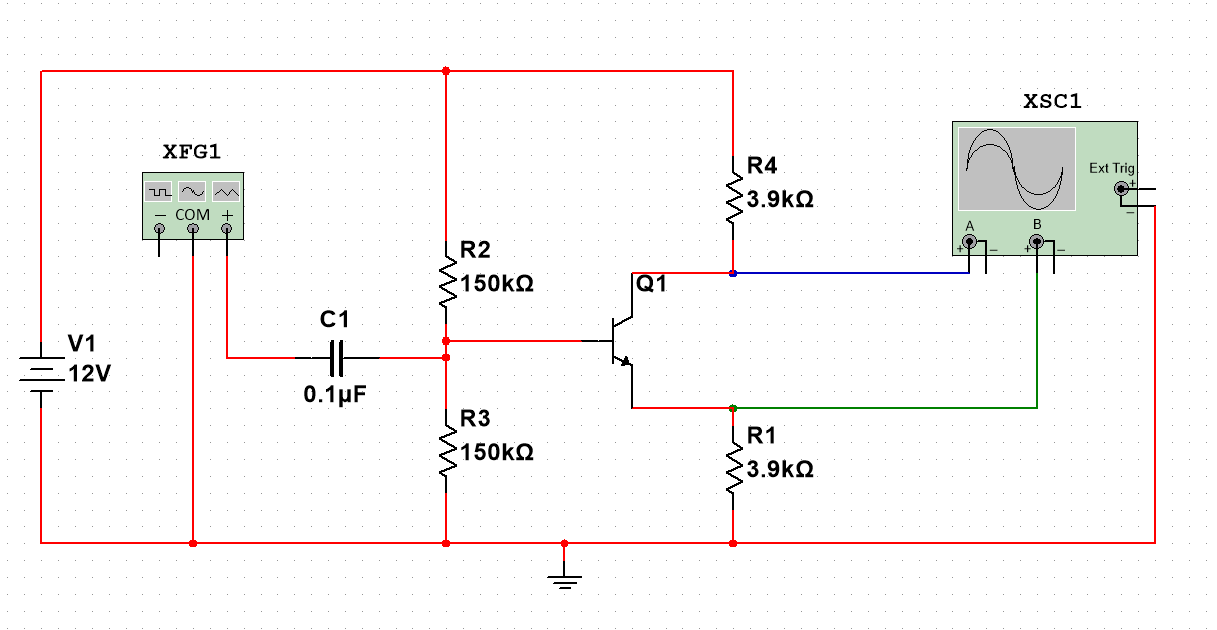 XSC1
XFG1
Ext Trig
+
−
A
B
+
−
+
−
− COM +
R4
3.9kΩ
R2
150kΩ
Q1
C1
0.1µF
V1
12V
R3
150kΩ
R1
3.9kΩ